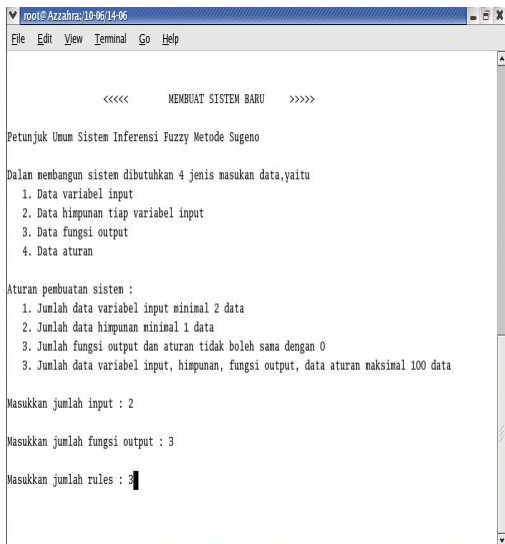 root@Azzahra:/10-06/14-06
File Edit View Terminal Go Help
<<<<< MEMBUAT SISTEM BARU >>>>>
Petunjuk Umum Sistem Inferensi Fuzzy Metode Sugeno
Dalam membangun sistem dibutuhkan 4 jenis masukan data,yaitu
1. Data variabel input
2. Data himpunan tiap variabel input
3. Data fungsi output
4. Data aturan
Aturan pembuatan sistem :
1. Jumlah data variabel input minimal 2 data
2. Jumlah data himpunan minimal 1 data
3. Jumlah fungsi output dan aturan tidak boleh sama dengan 0
3. Jumlah data variabel input, himpunan, fungsi output, data aturan maksimal 100 data
Masukkan jumlah input : 2
Masukkan jumlah fungsi output : 3
Masukkan jumlah rules : 3